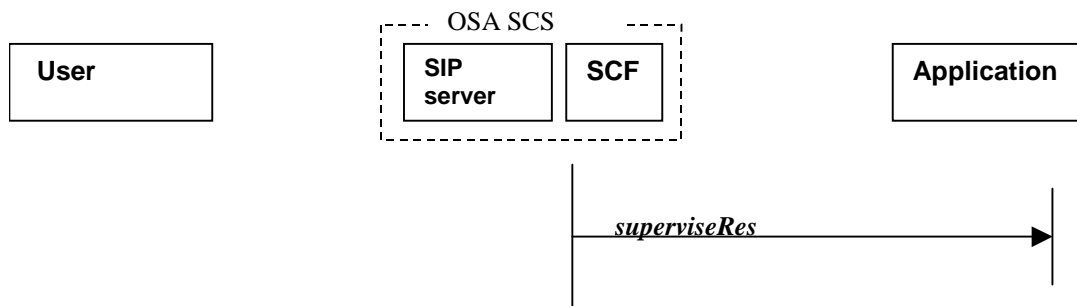 OSA SCS
User
SIP
server
SCF
Application
superviseRes